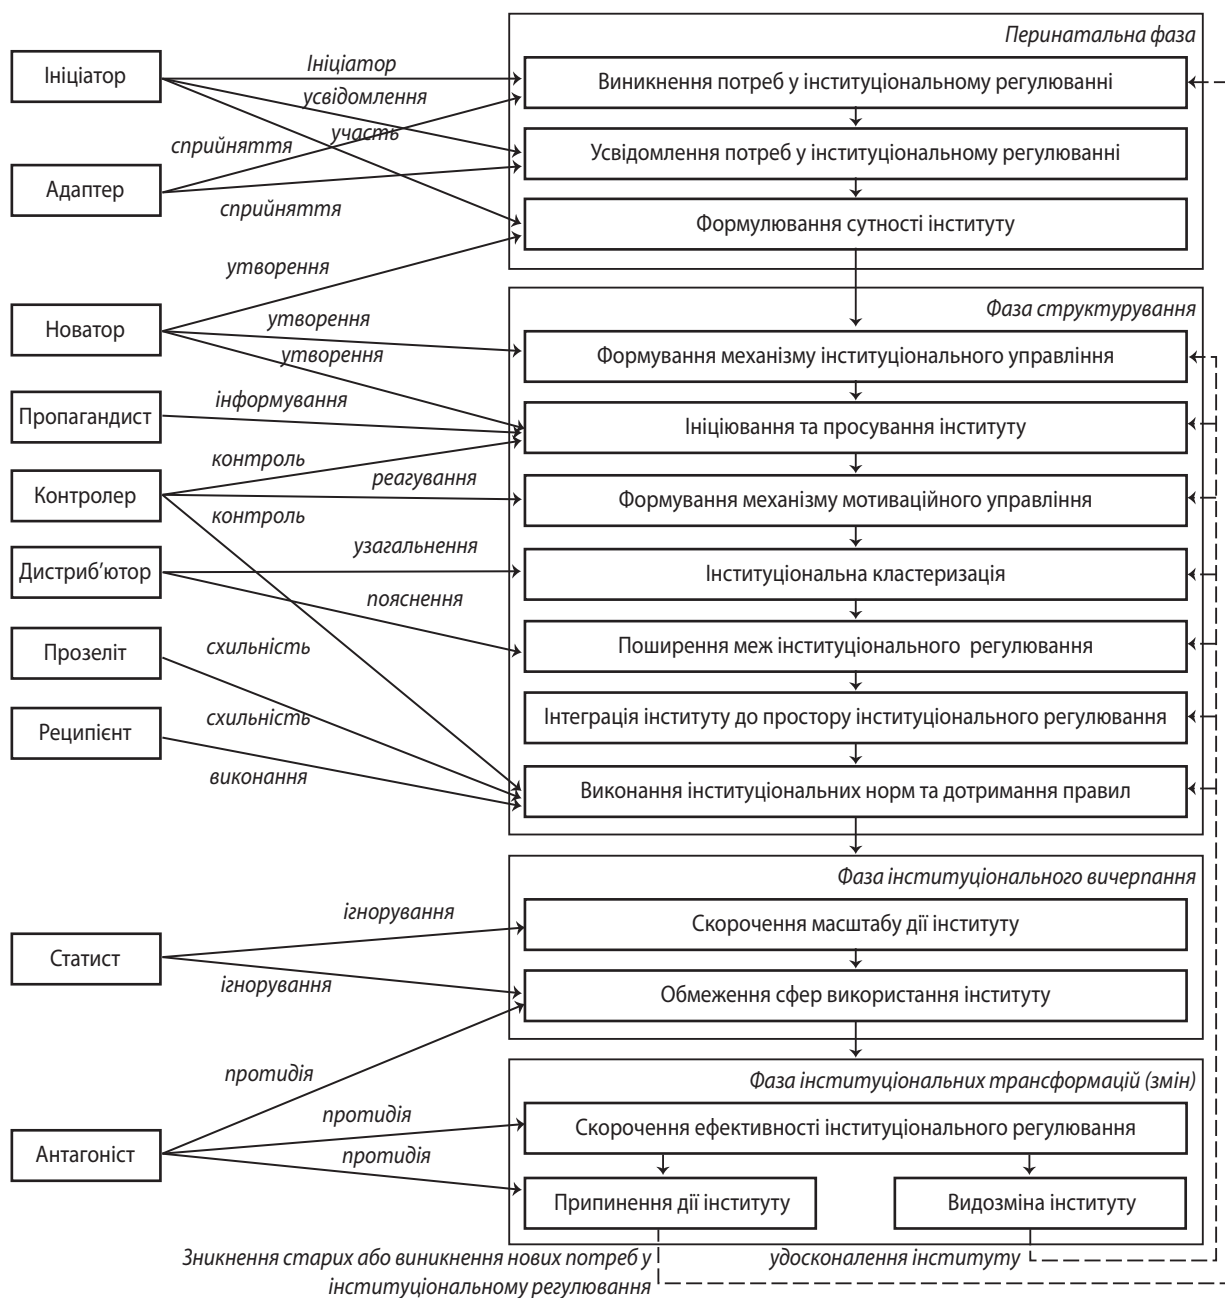 Перинатальна фаза
Ініціатор
Ініціатор
Виникнення потреб у інституціональному регулюванні
усвідомлення
участь
сприйняття
Усвідомлення потреб у інституціональному регулюванні
Адаптер
сприйняття
Формулювання сутності інституту
утворення
Фаза структурування
Новатор
утворення
Формування механізму інституціонального управління
утворення
інформування
Пропагандист
Ініціювання та просування інституту
контроль
реагування
Контролер
Формування механізму мотиваційного управління
контроль
узагальнення
Дистриб’ютор
Інституціональна кластеризація
пояснення
схильність
Прозеліт
Поширення меж інституціонального регулювання
схильність
Реципієнт
Інтеграція інституту до простору інституціонального регулювання
виконання
Виконання інституціональних норм та дотримання правил
Фаза інституціонального вичерпання
ігнорування
Скорочення масштабу дії інституту
Статист
ігнорування
Обмеження сфер використання інституту
протидія
Фаза інституціональних трансформацій (змін)
протидія
Скорочення ефективності інституціонального регулювання
Антагоніст
протидія
Припинення дії інституту
Видозміна інституту
Зникнення старих або виникнення нових потреб у
інституціональному регулювання
удосконалення інституту